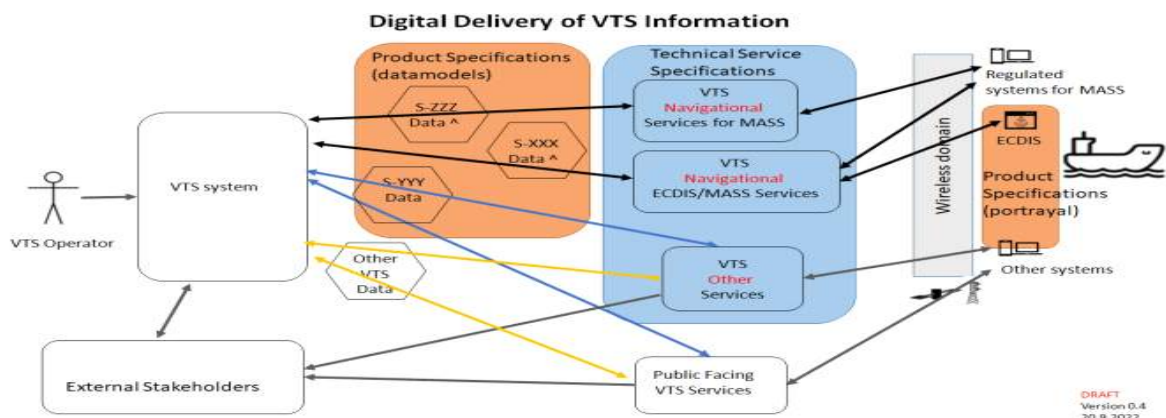 Digital Delivery of VTS Information
Product Specifications
(datamodels)
S-ZZZ
Data ^
S-XXX
Data ^
S-YYY
Data
Other
VTS
Data
Technical Service
Specifications
VTS
Navigational
Services for MASS
VTS
Navigational
ECDIS/MASS Services
VTS
Other
Services
Public Facing
VTS Services
VTS system
VTS Operator
External Stakeholders
Wireless domain
Regulated
systems for MASS
ECDIS
Product
Specifications
(portrayal)
Other systems
DRAFT
Version 0.4
20.9.2022